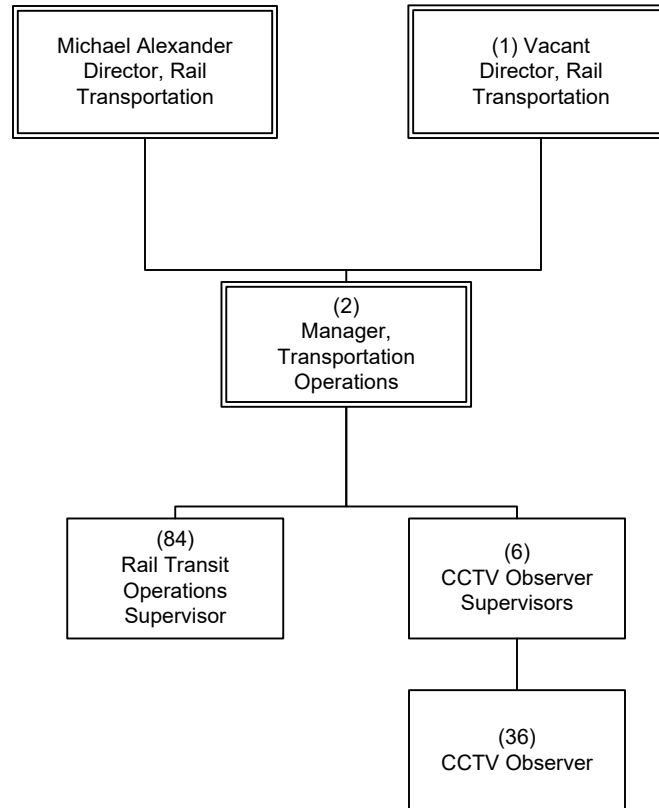 Michael Alexander
Director, Rail
Transportation
(1) Vacant
Director, Rail
Transportation
(2)
Manager,
Transportation
Operations
(84)
Rail Transit
Operations
Supervisor
(6)
CCTV Observer
Supervisors
(36)
CCTV Observer